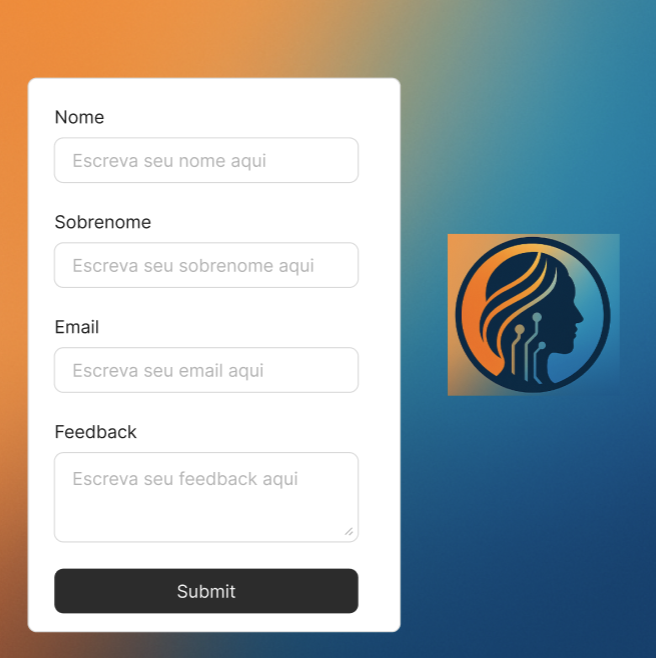 Nome
Escreva seu nome aqui
Sobrenome
Escreva seu sobrenome aqui
Email
Escreva seu email aqui
Feedback
Escreva seu feedback aqui
Submit